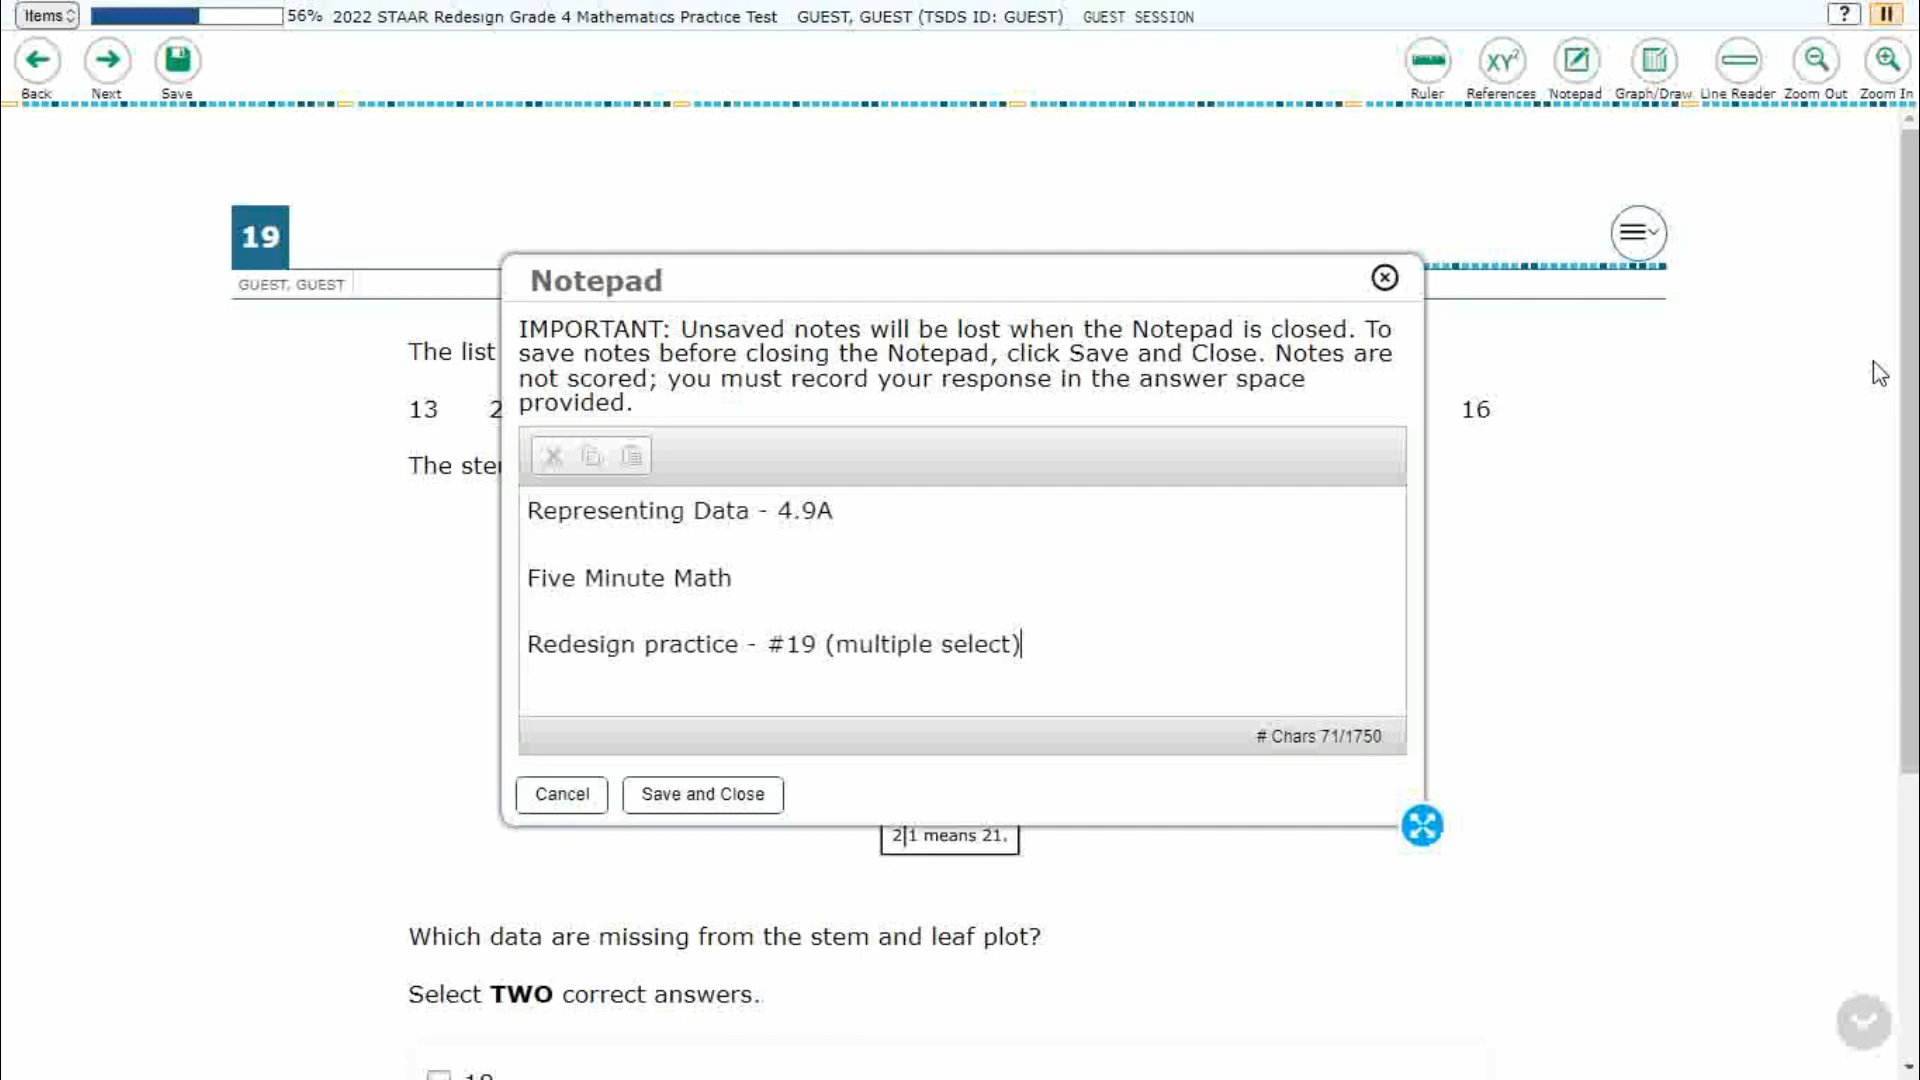 Items 56% 2022 STAAR Redesign Grade 4 Mathematics Practice Test GUEST, GUEST (TSDS ID: GUEST) GUEST SESSION ?
Back Next Save Ruler References Notepad Graph/Draw Line Reader Zoom Out Zoom In
XY²
19
GUEST, GUEST
The list
13 2 16
The ste
Notepad
IMPORTANT: Unsaved notes will be lost when the Notepad is closed. To
save notes before closing the Notepad, click Save and Close. Notes are
not scored; you must record your response in the answer space
provided.
Representing Data - 4.9A
Five Minute Math
Redesign practice - #19 (multiple select)
# Chars 71/1750
Cancel Save and Close
2|1 means 21.
Which data are missing from the stem and leaf plot?
Select TWO correct answers.